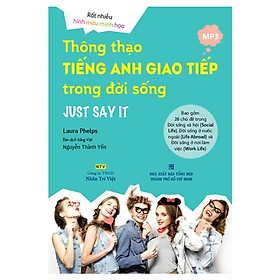 Rất nhiều
hình màu minh họa
MP3
Thông thạo
TIẾNG ANH GIAO TIẾP
trong đời sống
JUST SAY IT
Laura Phelps
Bản dịch tiếng Việt
Nguyễn Thành Yến
Bao gồm
26 chủ đề trong
Đời sống xã hội (Social
Life), Đời sống ở nước
ngoài (Life Abroad) và
Đời sống ở nơi làm
việc (Work Life)
NTV
Công ty TNHH
Nhân Trí Việt
NHÀ XUẤT BẢN TỔNG HỢP
THÀNH PHỐ HỒ CHÍ MINH